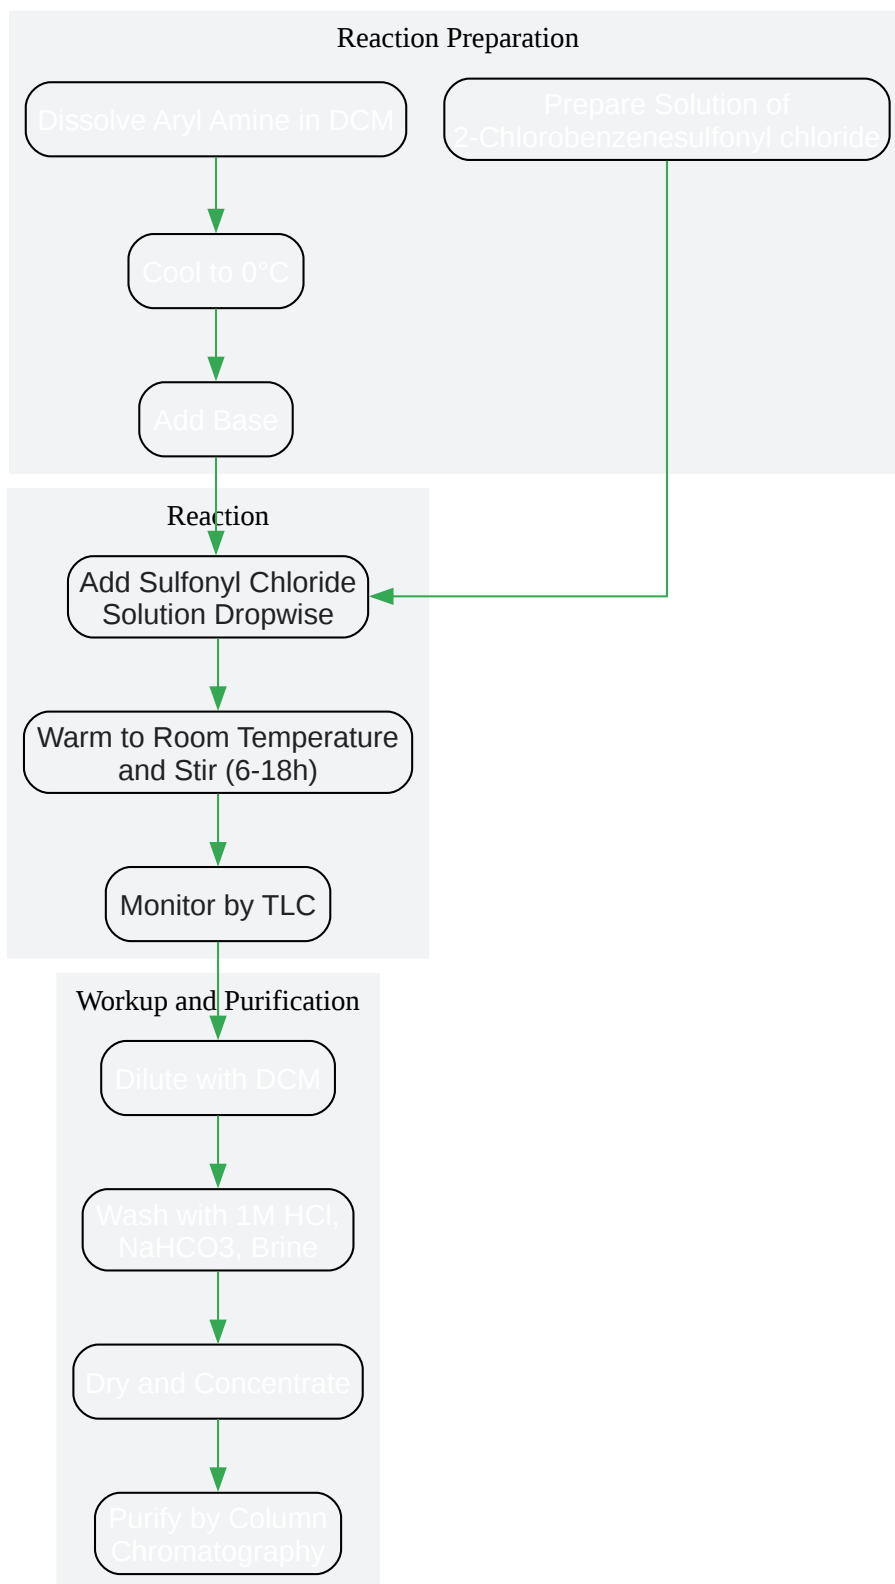 Reaction Preparation
Dissolve Aryl Amine in DCM
Prepare Solution of
2-Chlorobenzenesulfonyl chloride
Cool to 0°C
Add Base
Reaction
Add Sulfonyl Chloride
Solution Dropwise
Warm to Room Temperature
and Stir (6-18h)
Monitor by TLC
Workup and Purification
Dilute with DCM
Wash with 1M HCl,
NaHCO3, Brine
Dry and Concentrate
Purify by Column
Chromatography